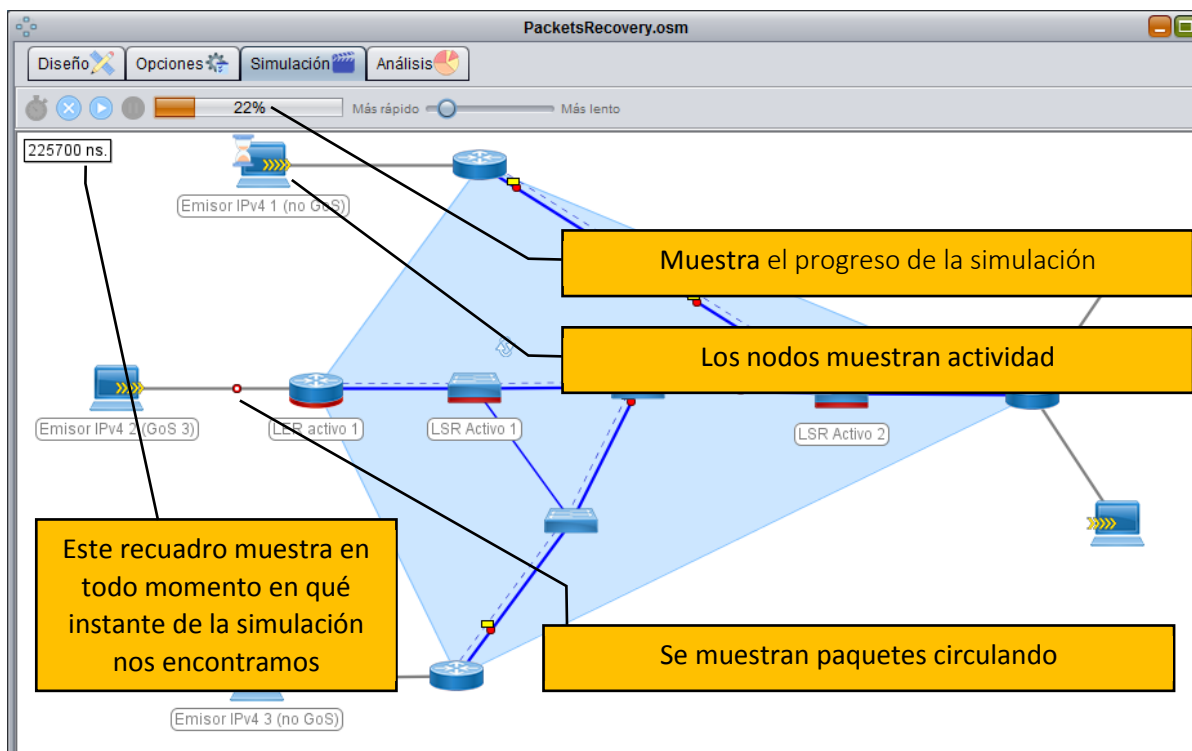 PacketsRecovery.osm
Diseño Opciones Simulación Análisis
22% Más rápido Más lento
225700 ns.
Emisor IPv4 1 (no GoS)
Muestra el progreso de la simulación
Los nodos muestran actividad
Emisor IPv4 2 (GoS 3)
LER activo 1
LSR Activo 1
LSR Activo 2
Este recuadro muestra en
todo momento en qué
instante de la simulación
nos encontramos
Se muestran paquetes circulando
Emisor IPv4 3 (no GoS)